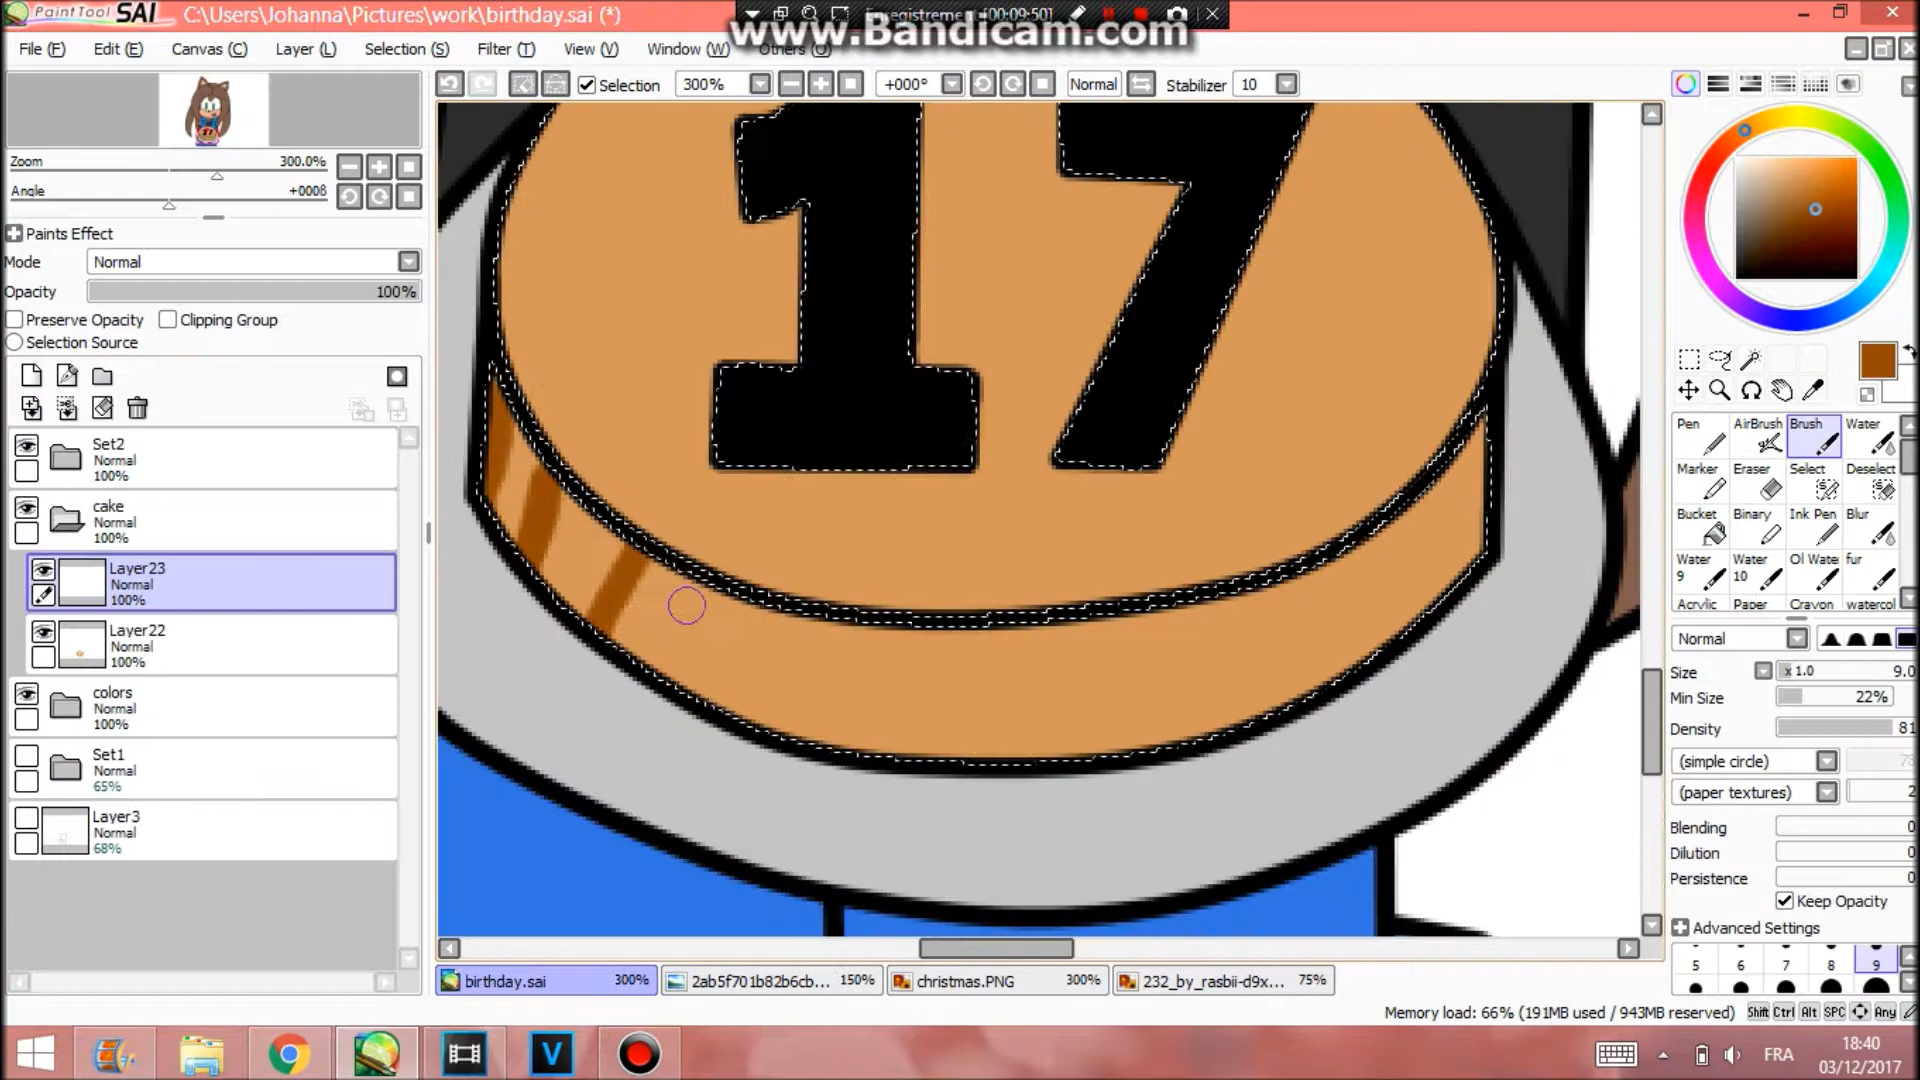 PaintTool SAI C:\Users\Johanna\Pictures\work\birthday.sai (*)
[00:09:50]
www.Bandicam.com
File (F) Edit (E) Canvas (C) Layer (L) Selection (S) Filter (T) View (V) Window (W) Others (O)
Selection 300% +000° Normal Stabilizer 10
Zoom 300.0%
Angle +000ß
Paints Effect
Mode Normal
Opacity 100%
Preserve Opacity Clipping Group
Selection Source
Set2
Normal
100%
cake
Normal
100%
Layer23
Normal
100%
Layer22
Normal
100%
colors
Normal
100%
Set1
Normal
65%
Layer3
Normal
68%
17
Pen AirBrush Brush Water
Marker Eraser Select Deselect
Bucket Binary Ink Pen Blur
Water 9 Water 10 Ol Wate fur
Acrylic Paper Crayon watercol
Normal
Size x 1.0 9.0
Min Size 22%
Density 81
(simple circle)
(paper textures) 2
Blending 0
Dilution 0
Persistence 0
Keep Opacity
Advanced Settings
5 6 7 8 9
birthday.sai 300% 2ab5f701b82b6cb... 150% christmas.PNG 300% 232_by_rasbii-d9x... 75%
Memory load: 66% (191MB used / 943MB reserved) Shift Ctrl Alt SPC Any
V
FRA
18:40
03/12/2017